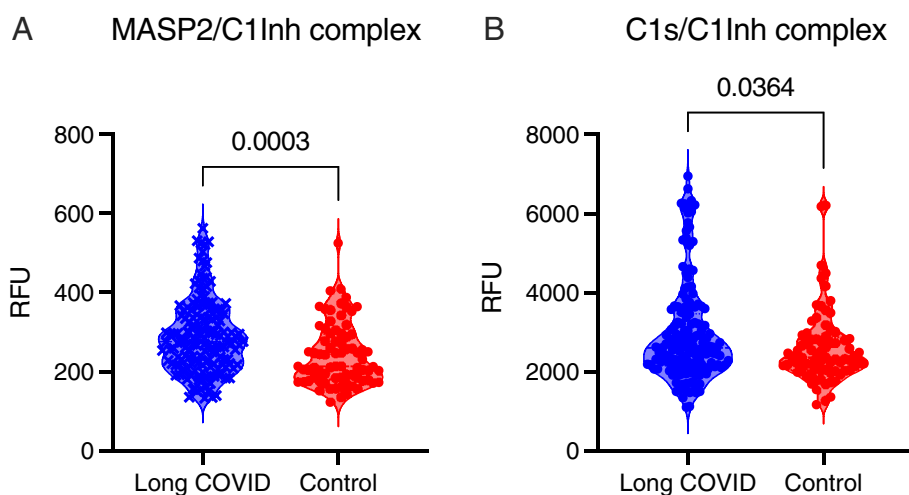 A MASP2/C1Inh complex
0.0003
800
600
400
200
0
RFU
Long COVID Control
B C1s/C1Inh complex
0.0364
8000
6000
4000
2000
0
RFU
Long COVID Control